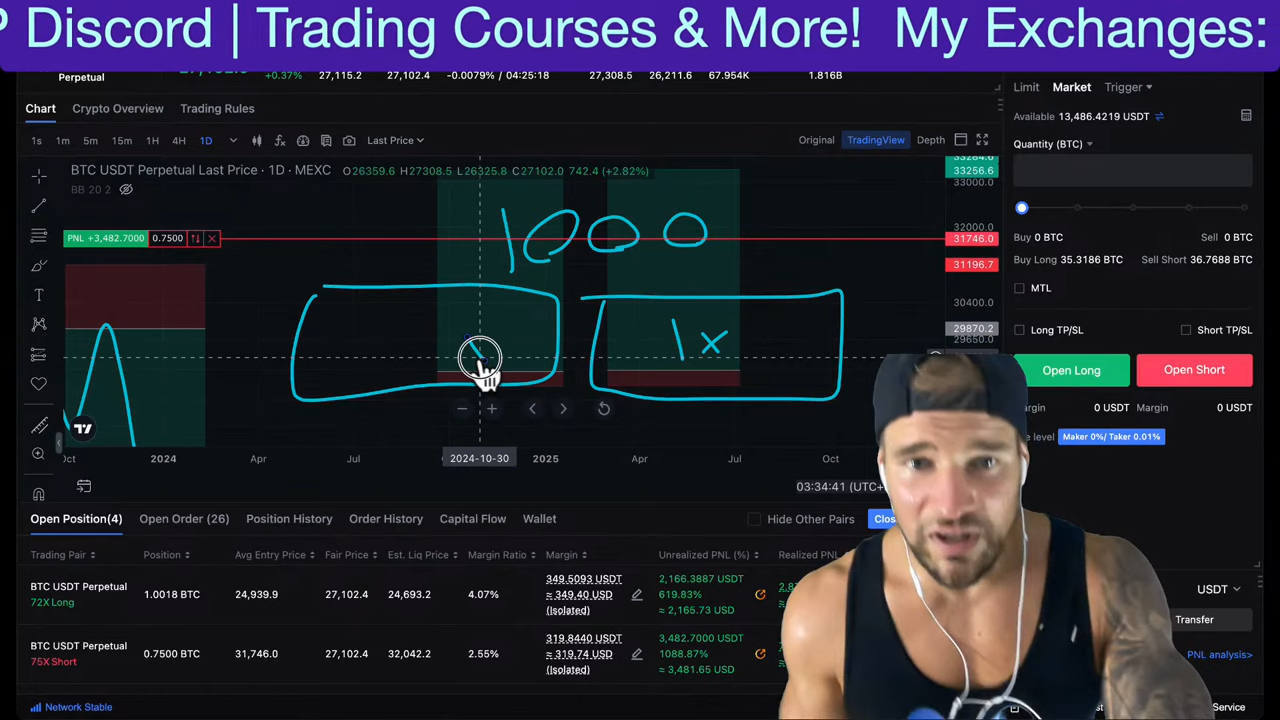 P Discord | Trading Courses & More! My Exchanges:
Perpetual +0.37% 27,115.2 27,102.4 -0.0079% / 04:25:18 27,308.5 26,211.6 67.954K 1.816B
Chart Crypto Overview Trading Rules
Limit Market Trigger
1s 1m 5m 15m 1H 4H 1D Last Price Original TradingView Depth
Available 13,486.4219 USDT
Quantity (BTC)
BTC USDT Perpetual Last Price · 1D · MEXC O26359.6 H27308.5 L26325.8 C27102.0 742.4 (+2.82%)
BB 20 2
33284.6
33256.6
33000.0
32000.0
1000
PNL +3,482.7000 0.7500
31746.0
31196.7
30400.0
29870.2
29650.0
1x
Buy 0 BTC Sell 0 BTC
Buy Long 35.3186 BTC Sell Short 36.7688 BTC
MTL
Long TP/SL Short TP/SL
Open Long Open Short
argin 0 USDT Margin 0 USDT
e level Maker 0%/ Taker 0.01%
Oct 2024 Apr Jul 2024-10-30 2025 Apr Jul Oct
03:34:41 (UTC+
Open Position(4) Open Order (26) Position History Order History Capital Flow Wallet Hide Other Pairs Clos
Trading Pair Position Avg Entry Price Fair Price Est. Liq Price Margin Ratio Margin Unrealized PNL (%) Realized PNL
BTC USDT Perpetual
72X Long
1.0018 BTC 24,939.9 27,102.4 24,693.2 4.07%
349.5093 USDT
≈ 349.40 USD
(Isolated)
2,166.3887 USDT
619.83%
≈ 2,165.73 USD
BTC USDT Perpetual
75X Short
0.7500 BTC 31,746.0 27,102.4 32,042.2 2.55%
319.8440 USDT
≈ 319.74 USD
(Isolated)
3,482.7000 USDT
1088.87%
≈ 3,481.65 USD
USDT
Transfer
PNL analysis>
Network Stable
Service